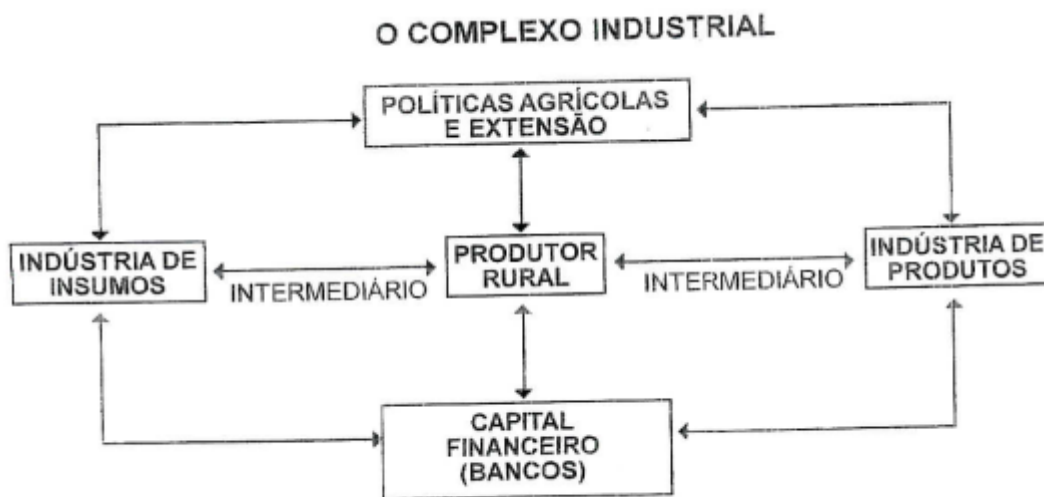 O COMPLEXO INDUSTRIAL
POLÍTICAS AGRÍCOLAS
E EXTENSÃO
INDÚSTRIA DE
INSUMOS
INTERMEDIÁRIO
PRODUTOR
RURAL
INTERMEDIÁRIO
INDÚSTRIA DE
PRODUTOS
CAPITAL
FINANCEIRO
(BANCOS)